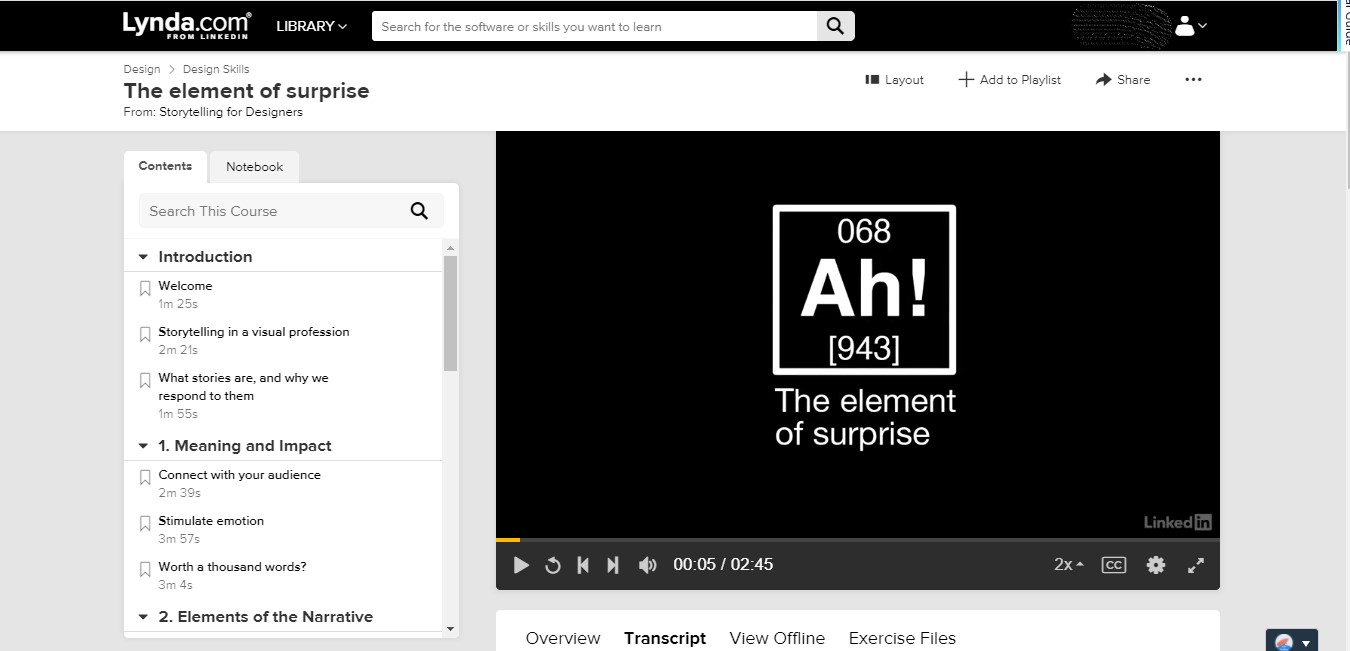 Lynda.com®
FROM LINKEDIN
LIBRARY
Search for the software or skills you want to learn
Design > Design Skills
The element of surprise
From: Storytelling for Designers
Layout
Add to Playlist
Share
Contents
Notebook
Search This Course
Introduction
Welcome
1m 25s
Storytelling in a visual profession
2m 21s
What stories are, and why we
respond to them
1m 55s
1. Meaning and Impact
Connect with your audience
2m 39s
Stimulate emotion
3m 57s
Worth a thousand words?
3m 4s
2. Elements of the Narrative
068
Ah!
[943]
The element
of surprise
LinkedIn
00:05 / 02:45
2x
CC
Overview
Transcript
View Offline
Exercise Files